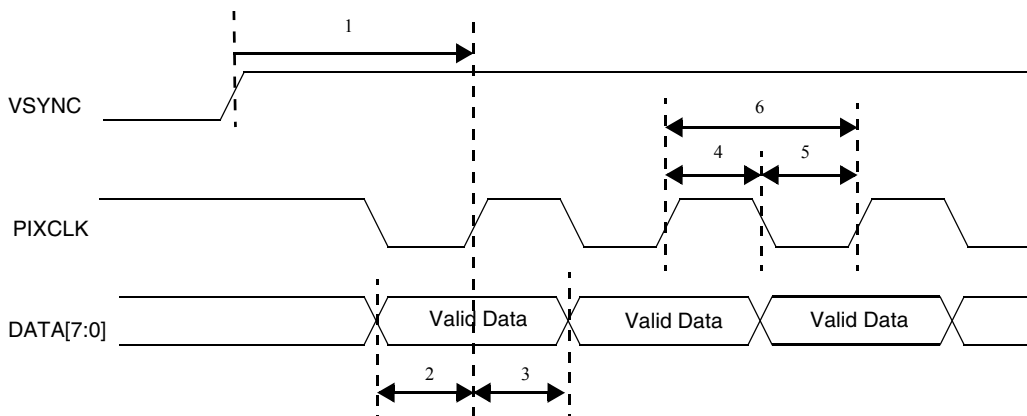 1
VSYNC
6
4 5
PIXCLK
DATA[7:0] Valid Data Valid Data Valid Data
2 3